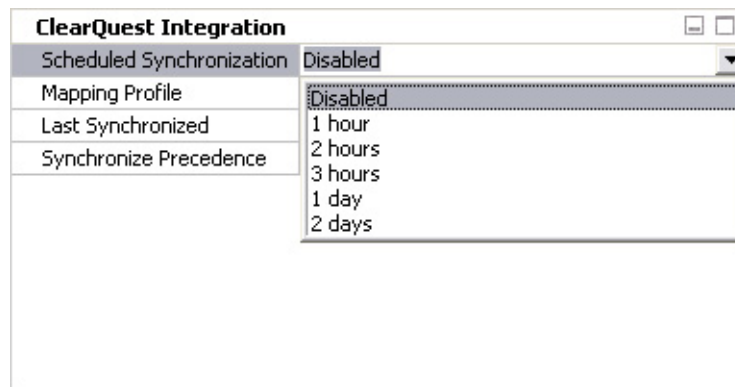 ClearQuest Integration
Scheduled Synchronization Disabled
Mapping Profile
Disabled
Last Synchronized
1 hour
2 hours
Synchronize Precedence
3 hours
1 day
2 days